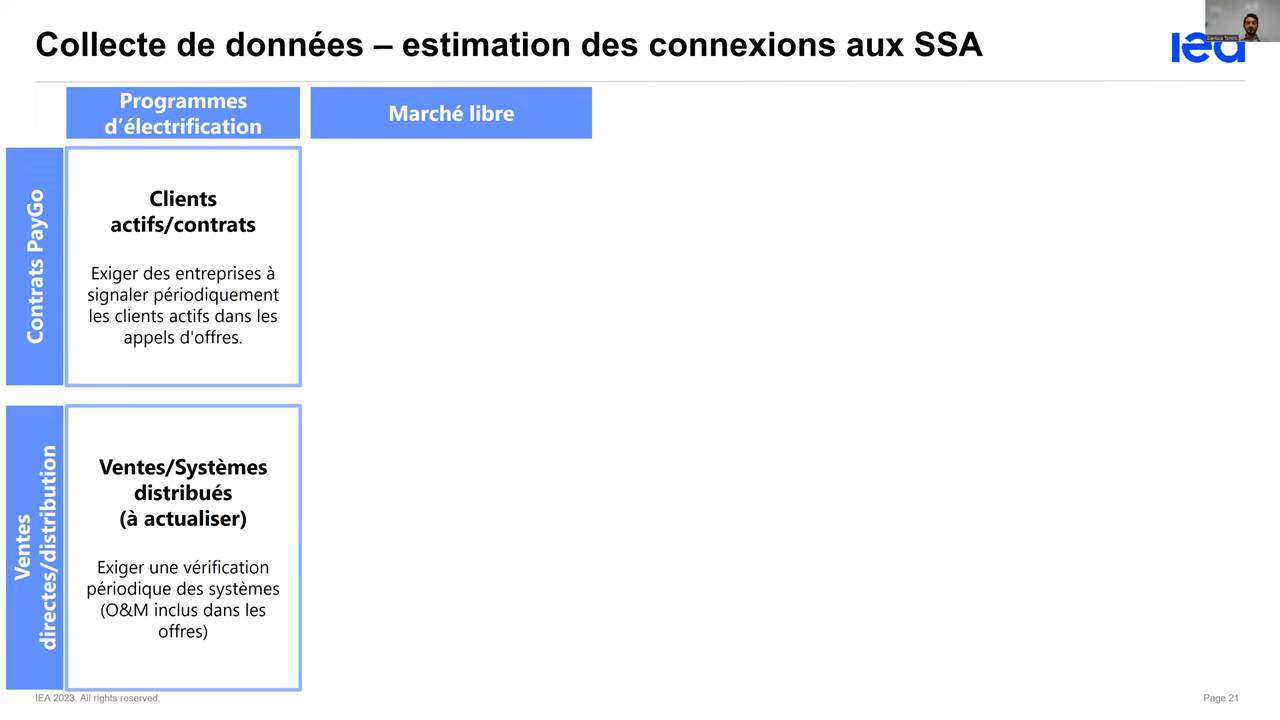 Collecte de données – estimation des connexions aux SSA
iea
Programmes
d’électrification
Marché libre
Contrats PayGo
Clients
actifs/contrats
Exiger des entreprises à
signaler périodiquement
les clients actifs dans les
appels d'offres.
Ventes
directes/distribution
Ventes/Systèmes
distribués
(à actualiser)
Exiger une vérification
périodique des systèmes
(O&M inclus dans les
offres)
IEA 2023. All rights reserved.
Page 21